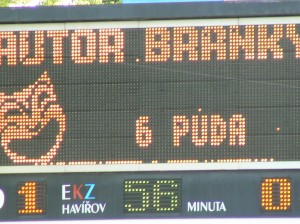 AUTOR BRANKY
6 PÚDA
1 EKZ 56 0
HAVÍŘOV MINUTA